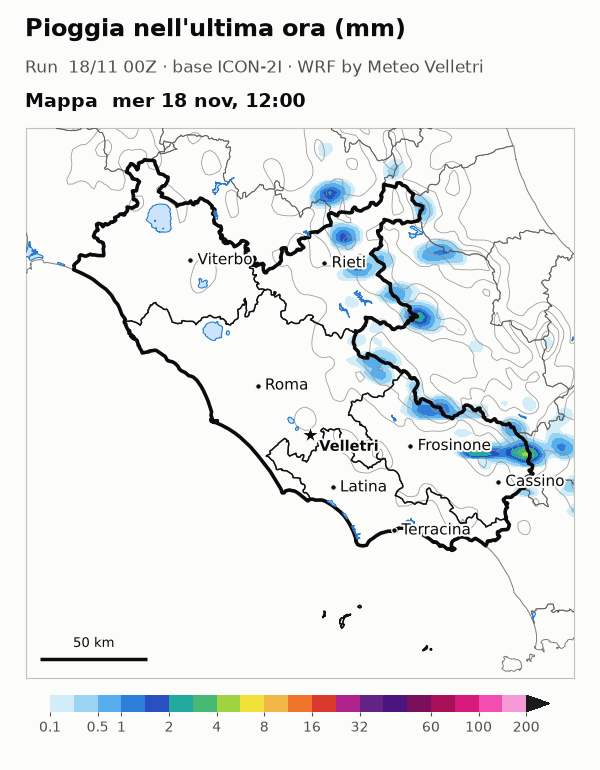 Pioggia nell'ultima ora (mm)
Run  18/11 00Z · base ICON-2I · WRF by Meteo Velletri
Mappa  mer 18 nov, 12:00
Viterbo
Rieti
Roma
Velletri
Frosinone
Latina
Cassino
Terracina
50 km
0.1 0.5 1 2 4 8 16 32 60 100 200